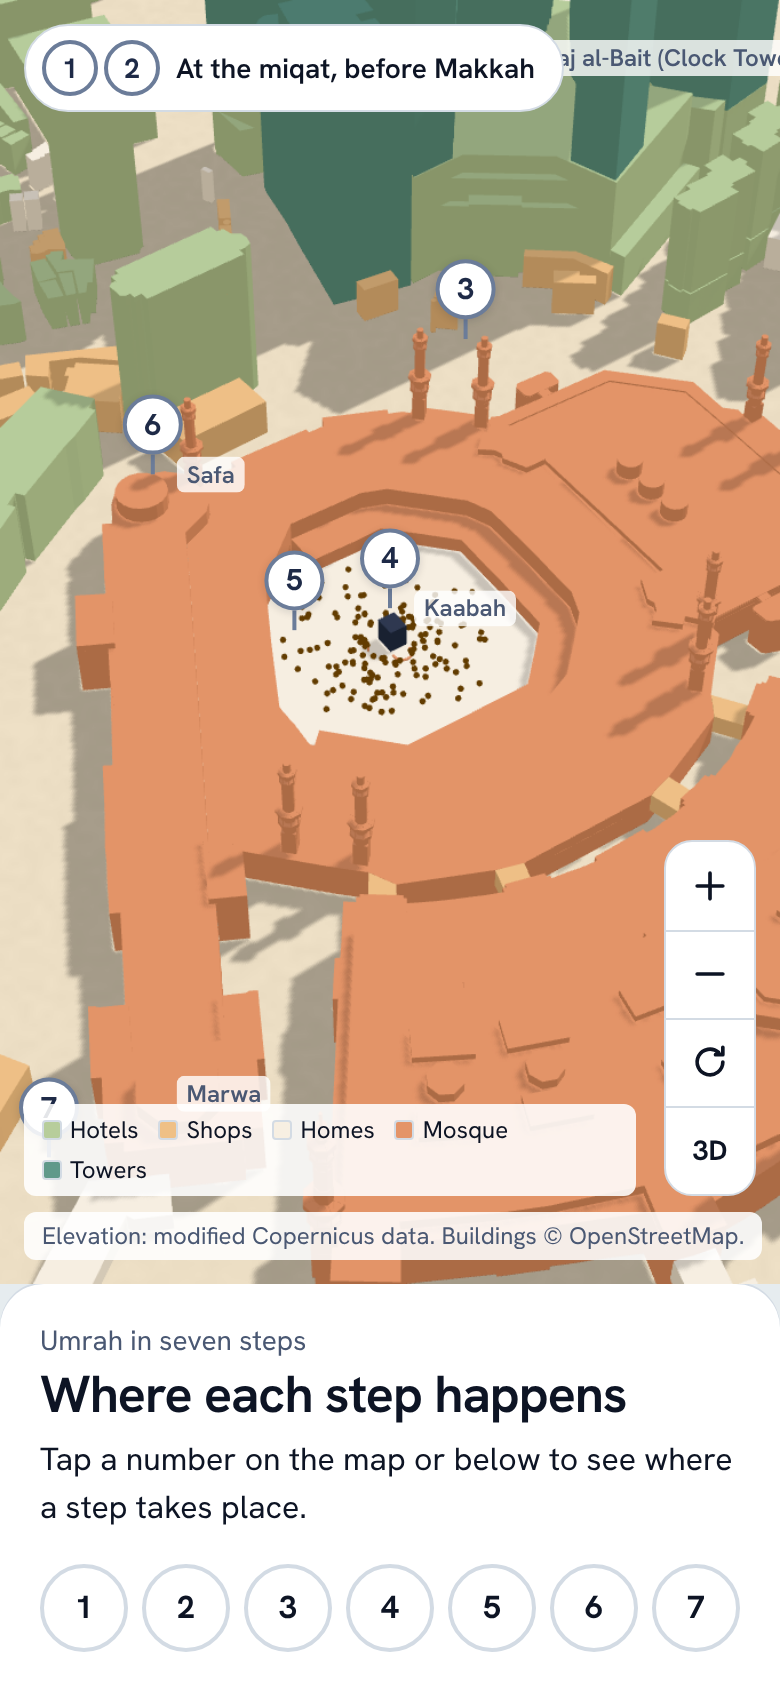 1 2 At the miqat, before Makkah
aj al-Bait (Clock Towe
3
6
Safa
4
5
Kaabah
3D
Marwa
7
Hotels Shops Homes Mosque
Towers
Elevation: modified Copernicus data. Buildings © OpenStreetMap.
Umrah in seven steps
Where each step happens
Tap a number on the map or below to see where
a step takes place.
1 2 3 4 5 6 7